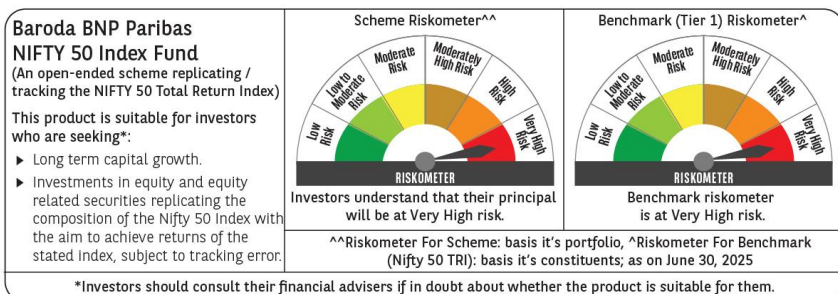 Baroda BNP Paribas
NIFTY 50 Index Fund
(An open-ended scheme replicating /
tracking the NIFTY 50 Total Return Index)
This product is suitable for investors
who are seeking*:
▶ Long term capital growth.
▶ Investments in equity and equity
related securities replicating the
composition of the Nifty 50 Index with
the aim to achieve returns of the
stated index, subject to tracking error.
Scheme Riskometer^^
Low
Risk
Low to
Moderate
Risk
Moderate
Risk
Moderately
High Risk
High
Risk
Very High
Risk
RISKOMETER
Investors understand that their principal
will be at Very High risk.
Benchmark (Tier 1) Riskometer^
Low
Risk
Low to
Moderate
Risk
Moderate
Risk
Moderately
High Risk
High
Risk
Very High
Risk
RISKOMETER
Benchmark riskometer
is at Very High risk.
^^Riskometer For Scheme: basis it's portfolio, ^Riskometer For Benchmark
(Nifty 50 TRI): basis it's constituents; as on June 30, 2025
*Investors should consult their financial advisers if in doubt about whether the product is suitable for them.